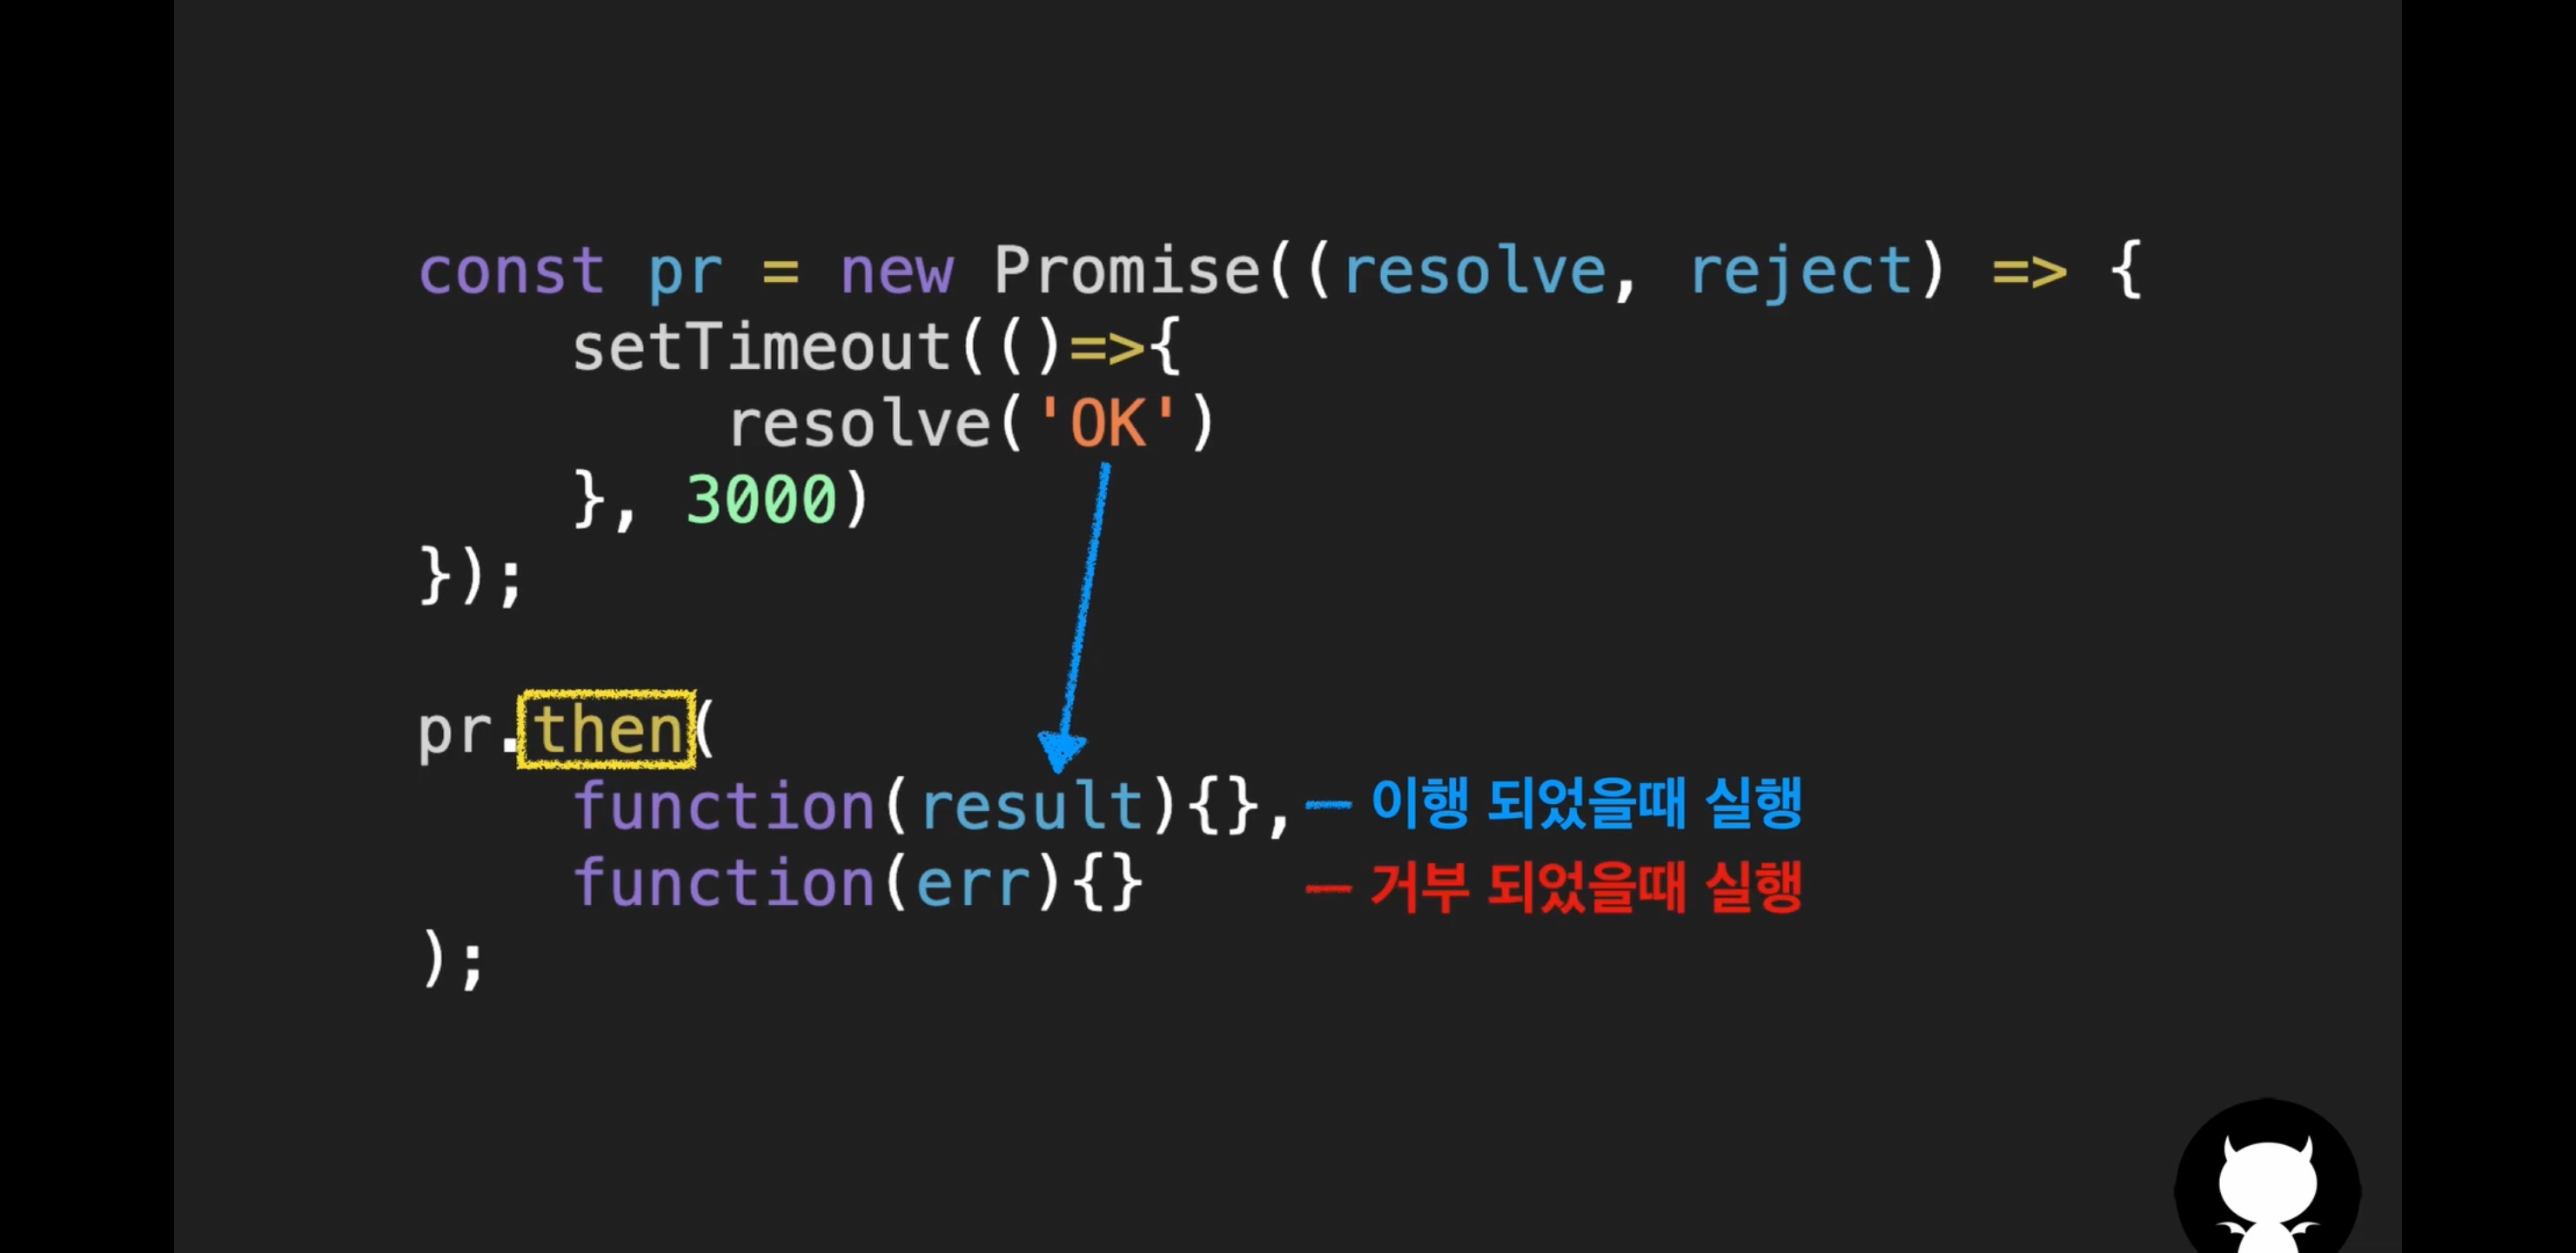 const pr = new Promise((resolve, reject) => {
setTimeout(()=>{
resolve('OK')
}, 3000)
});
pr.then(
function(result){}, — 이행 되었을때 실행
function(err){} — 거부 되었을때 실행
);